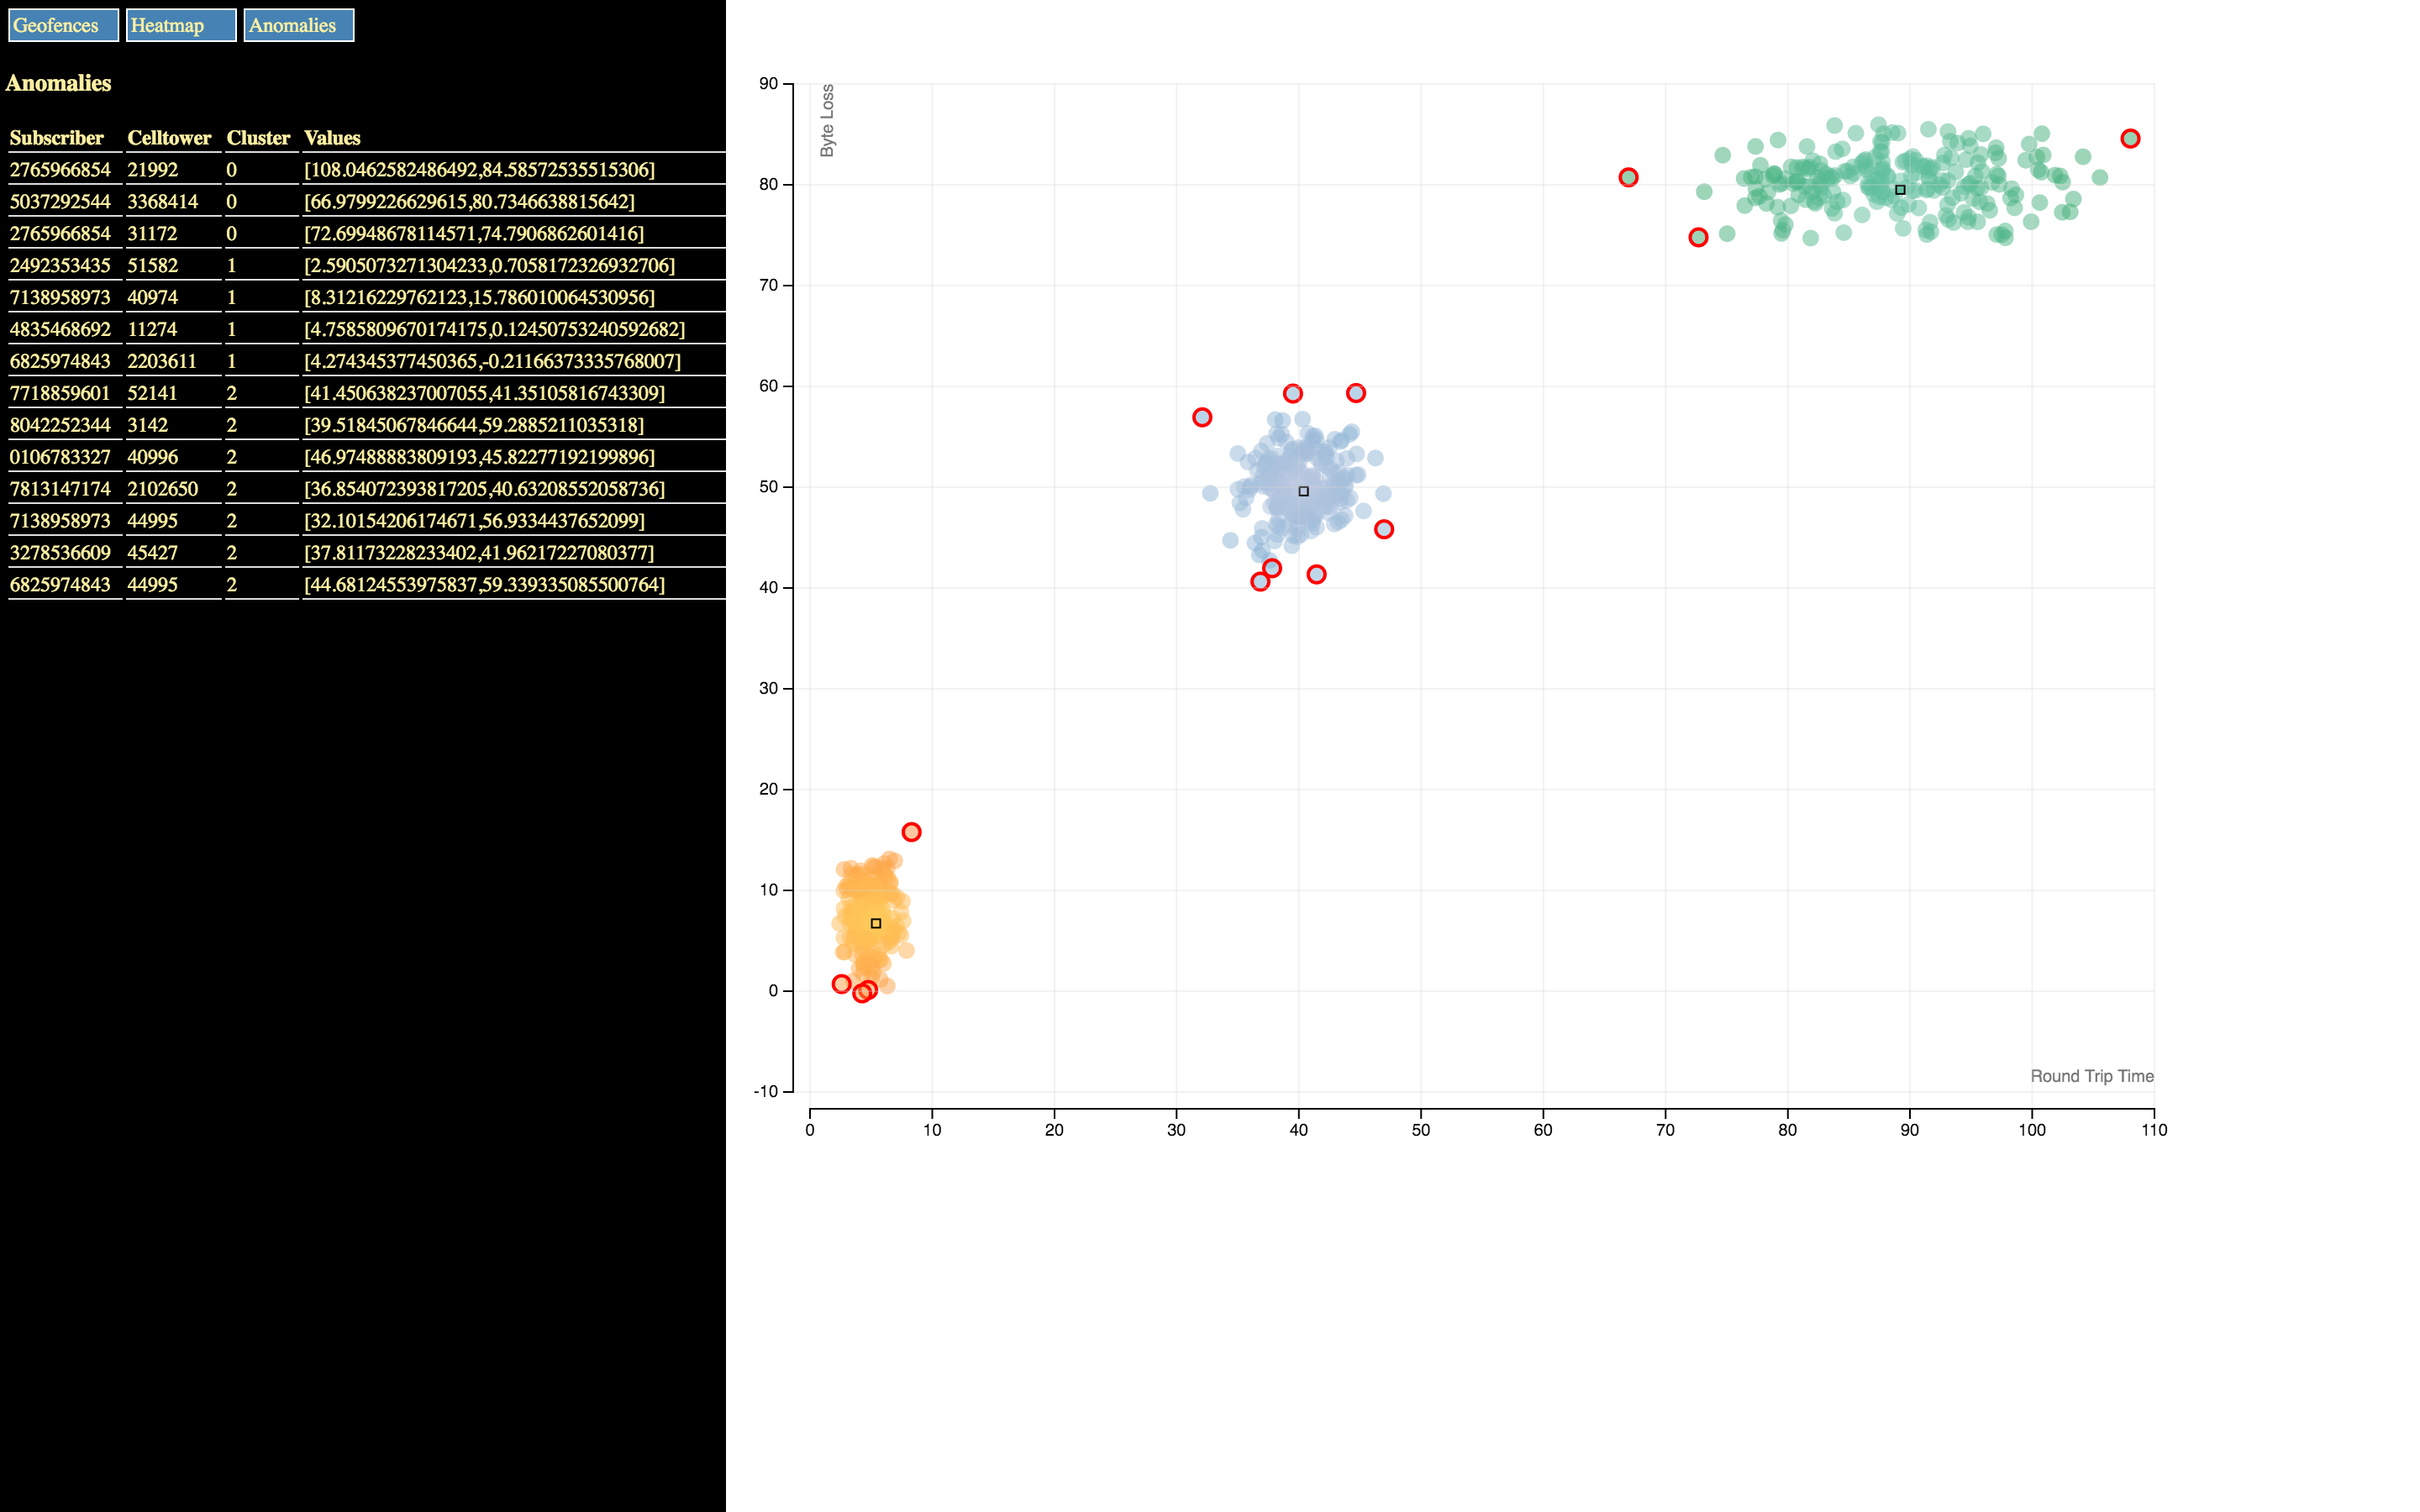 Geofences Heatmap Anomalies
Anomalies
Subscriber Celltower Cluster Values
2765966854 21992 0 [108.0462582486492,84.58572535515306]
5037292544 3368414 0 [66.9799226629615,80.7346638815642]
2765966854 31172 0 [72.69948678114571,74.7906862601416]
2492353435 51582 1 [2.5905073271304233,0.7058172326932706]
7138958973 40974 1 [8.31216229762123,15.786010064530956]
4835468692 11274 1 [4.7585809670174175,0.12450753240592682]
6825974843 2203611 1 [4.274345377450365,-0.21166373335768007]
7718859601 52141 2 [41.450638237007055,41.35105816743309]
8042252344 3142 2 [39.51845067846644,59.2885211035318]
0106783327 40996 2 [46.97488883809193,45.82277192199896]
7813147174 2102650 2 [36.854072393817205,40.63208552058736]
7138958973 44995 2 [32.10154206174671,56.9334437652099]
3278536609 45427 2 [37.81173228233402,41.96217227080377]
6825974843 44995 2 [44.68124553975837,59.339335085500764]
Byte Loss
90
80
70
60
50
40
30
20
10
0
-10
Round Trip Time
0 10 20 30 40 50 60 70 80 90 100 110